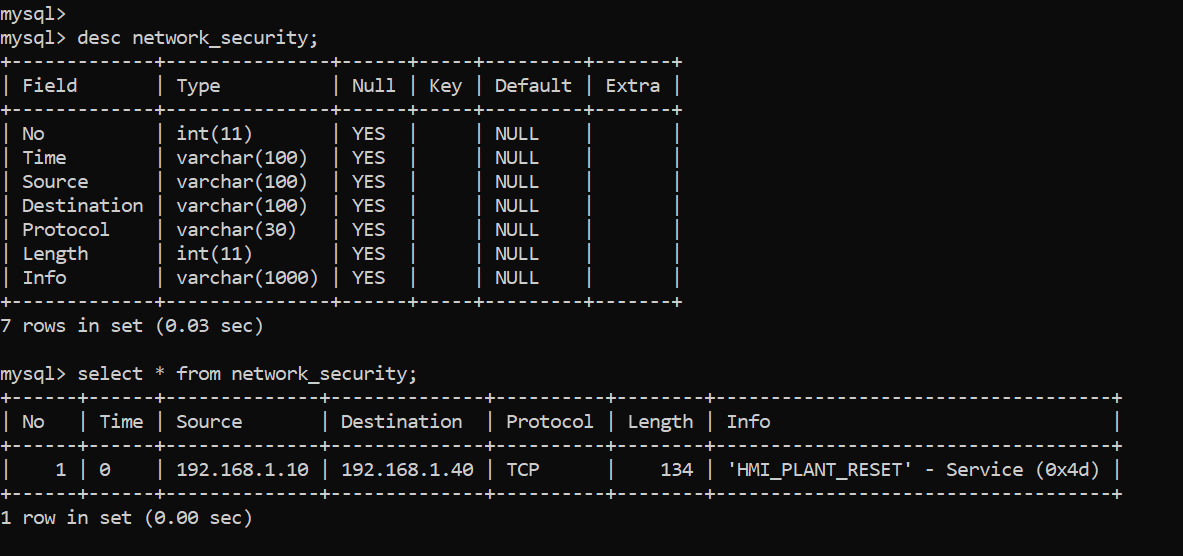 mysql>
mysql> desc network_security;
+-------------+---------------+------+-----+---------+-------+
| Field       | Type          | Null | Key | Default | Extra |
+-------------+---------------+------+-----+---------+-------+
| No          | int(11)       | YES  |     | NULL    |       |
| Time        | varchar(100)  | YES  |     | NULL    |       |
| Source      | varchar(100)  | YES  |     | NULL    |       |
| Destination | varchar(100)  | YES  |     | NULL    |       |
| Protocol    | varchar(30)   | YES  |     | NULL    |       |
| Length      | int(11)       | YES  |     | NULL    |       |
| Info        | varchar(1000) | YES  |     | NULL    |       |
+-------------+---------------+------+-----+---------+-------+
7 rows in set (0.03 sec)
mysql> select * from network_security;
+------+------+--------------+--------------+----------+--------+------------------------------------+
| No   | Time | Source       | Destination  | Protocol | Length | Info                               |
+------+------+--------------+--------------+----------+--------+------------------------------------+
|    1 | 0    | 192.168.1.10 | 192.168.1.40 | TCP      |    134 | 'HMI_PLANT_RESET' - Service (0x4d) |
+------+------+--------------+--------------+----------+--------+------------------------------------+
1 row in set (0.00 sec)